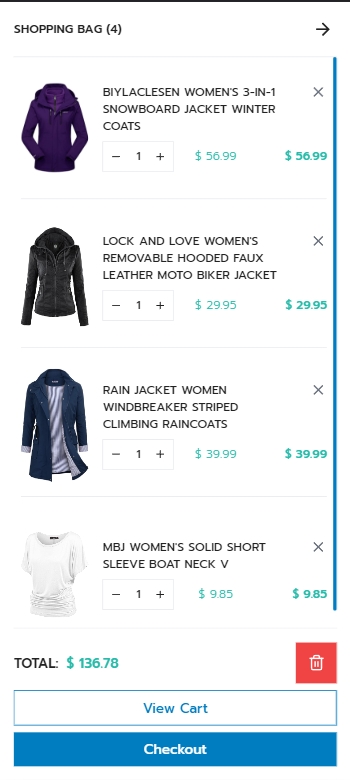 SHOPPING BAG (4)
BIYLACLESEN WOMEN'S 3-IN-1
SNOWBOARD JACKET WINTER
COATS
− 1 + $ 56.99 $ 56.99
LOCK AND LOVE WOMEN'S
REMOVABLE HOODED FAUX
LEATHER MOTO BIKER JACKET
− 1 + $ 29.95 $ 29.95
RAIN JACKET WOMEN
WINDBREAKER STRIPED
CLIMBING RAINCOATS
− 1 + $ 39.99 $ 39.99
MBJ WOMEN'S SOLID SHORT
SLEEVE BOAT NECK V
− 1 + $ 9.85 $ 9.85
TOTAL: $ 136.78
View Cart
Checkout